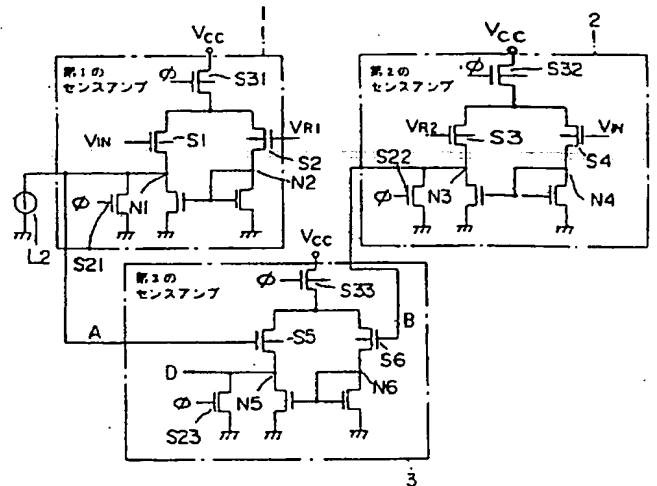 1
VCC
第1の
センスアンプ
φ
S31
VIN
S1
VR1
S2
N1
N2
φ
S21
L2
2
VCC
φ
S32
第2の
センスアンプ
VR2
S3
VIN
S4
S22
φ
N3
N4
VCC
第3の
センスアンプ
φ
S33
A
S5
B
S6
D
N5
N6
φ
S23
3